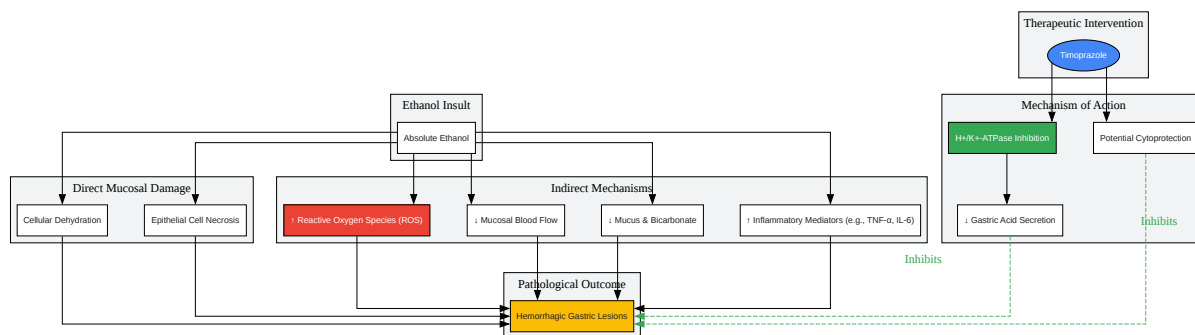 Therapeutic Intervention
Timoprazole
Ethanol Insult
Absolute Ethanol
Mechanism of Action
H+/K+-ATPase Inhibition
Potential Cytoprotection
Direct Mucosal Damage
Cellular Dehydration
Epithelial Cell Necrosis
Indirect Mechanisms
↑ Reactive Oxygen Species (ROS)
↓ Mucosal Blood Flow
↓ Mucus & Bicarbonate
↑ Inflammatory Mediators (e.g., TNF-α, IL-6)
↓ Gastric Acid Secretion
Inhibits
Inhibits
Pathological Outcome
Hemorrhagic Gastric Lesions